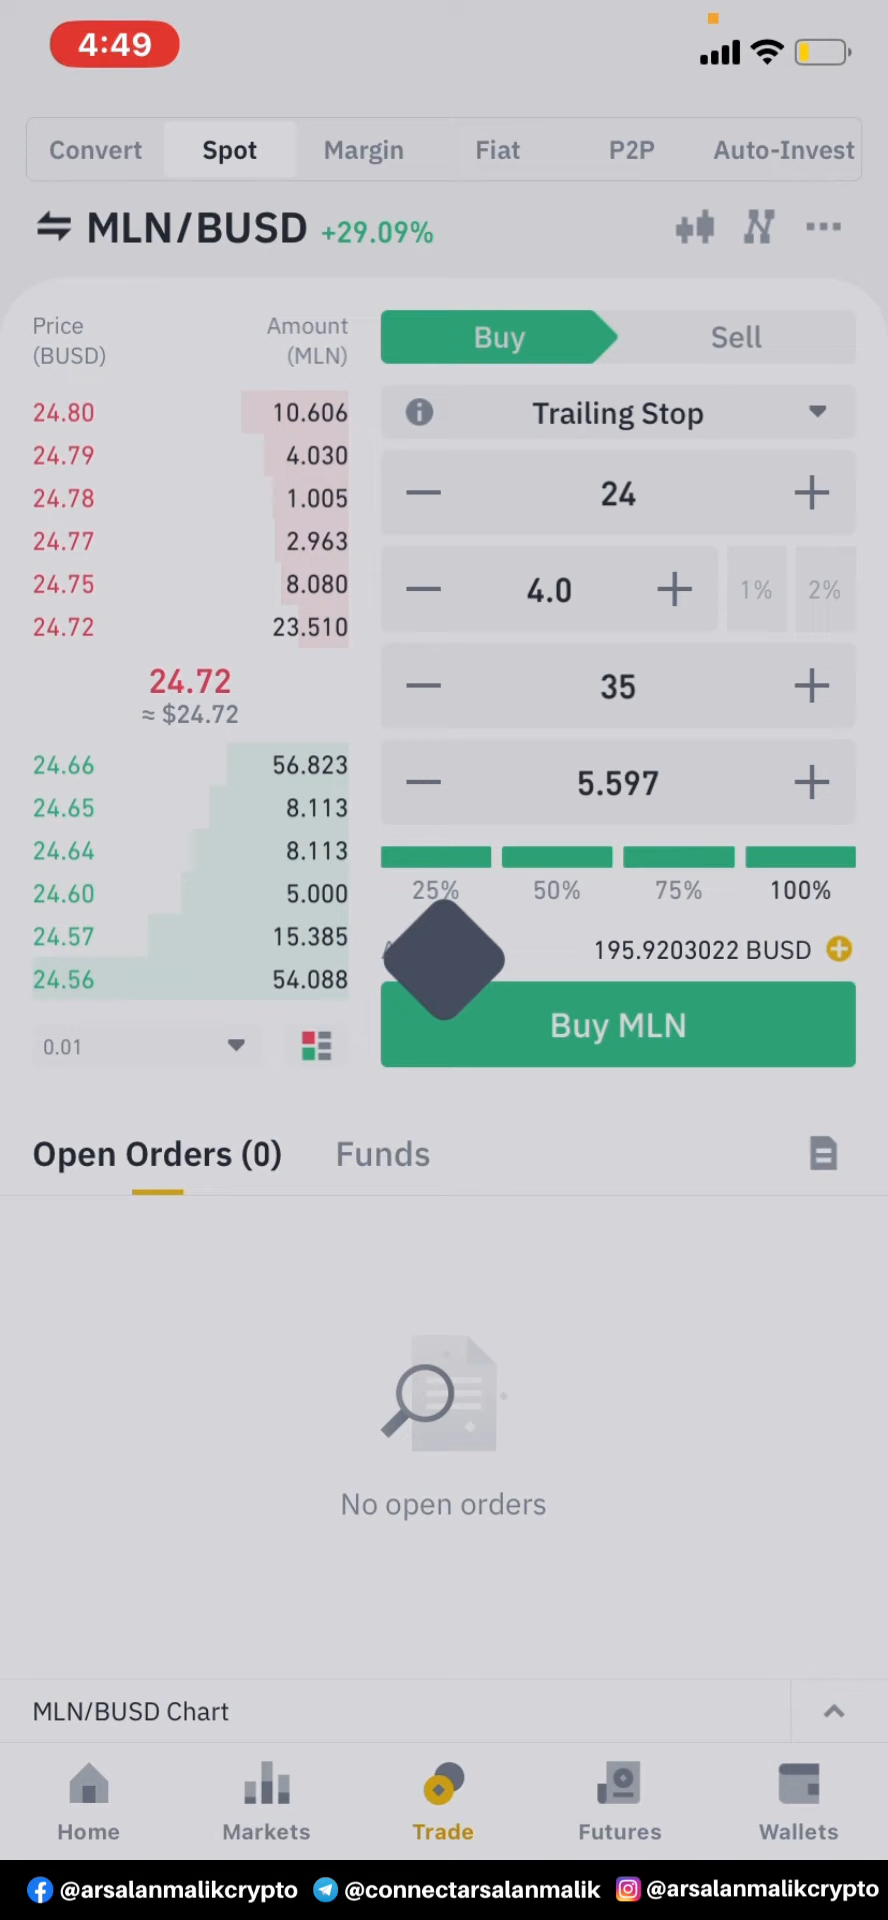 4:49
Convert Spot Margin Fiat P2P Auto-Invest
MLN/BUSD +29.09%
Price Amount
(BUSD) (MLN)
24.80 10.606
24.79 4.030
24.78 1.005
24.77 2.963
24.75 8.080
24.72 23.510
24.72
≈ $24.72
24.66 56.823
24.65 8.113
24.64 8.113
24.60 5.000
24.57 15.385
24.56 54.088
0.01
Buy Sell
Trailing Stop
24
4.0 1% 2%
35
5.597
25% 50% 75% 100%
195.9203022 BUSD
Buy MLN
Open Orders (0) Funds
No open orders
MLN/BUSD Chart
Home Markets Trade Futures Wallets
@arsalanmalikcrypto @connectarsalanmalik @arsalanmalikcrypto